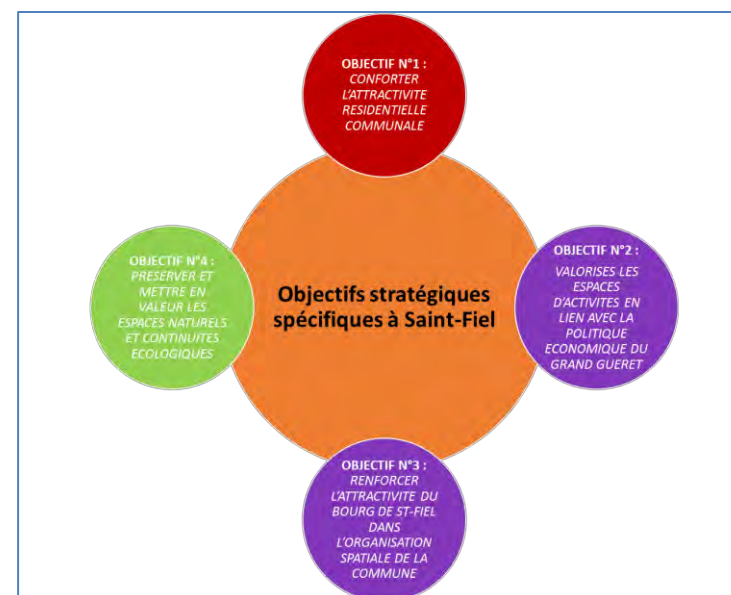 OBJECTIF N°1 :
CONFORTER
L'ATTRACTIVITE
RESIDENTIELLE
COMMUNALE
OBJECTIF N°2 :
VALORISES LES
ESPACES
D'ACTIVITES EN
LIEN AVEC LA
POLITIQUE
ECONOMIQUE DU
GRAND GUERET
OBJECTIF N°4 :
PRESERVER ET
METTRE EN
VALEUR LES
ESPACES NATURELS
ET CONTINUITES
ECOLOGIQUES
Objectifs stratégiques
spécifiques à Saint-Fiel
OBJECTIF N°3 :
RENFORCER
L'ATTRACTIVITE DU
BOURG DE ST-FIEL
DANS
L'ORGANISATION
SPATIALE DE LA
COMMUNE